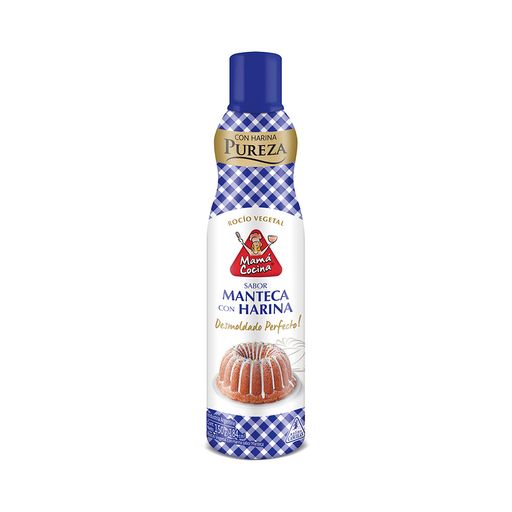 CON HARINA
PUREZA
ROCÍO VEGETAL
Mamá
Cocina
SABOR
MANTECA
CON HARINA
Desmoldado Perfecto!